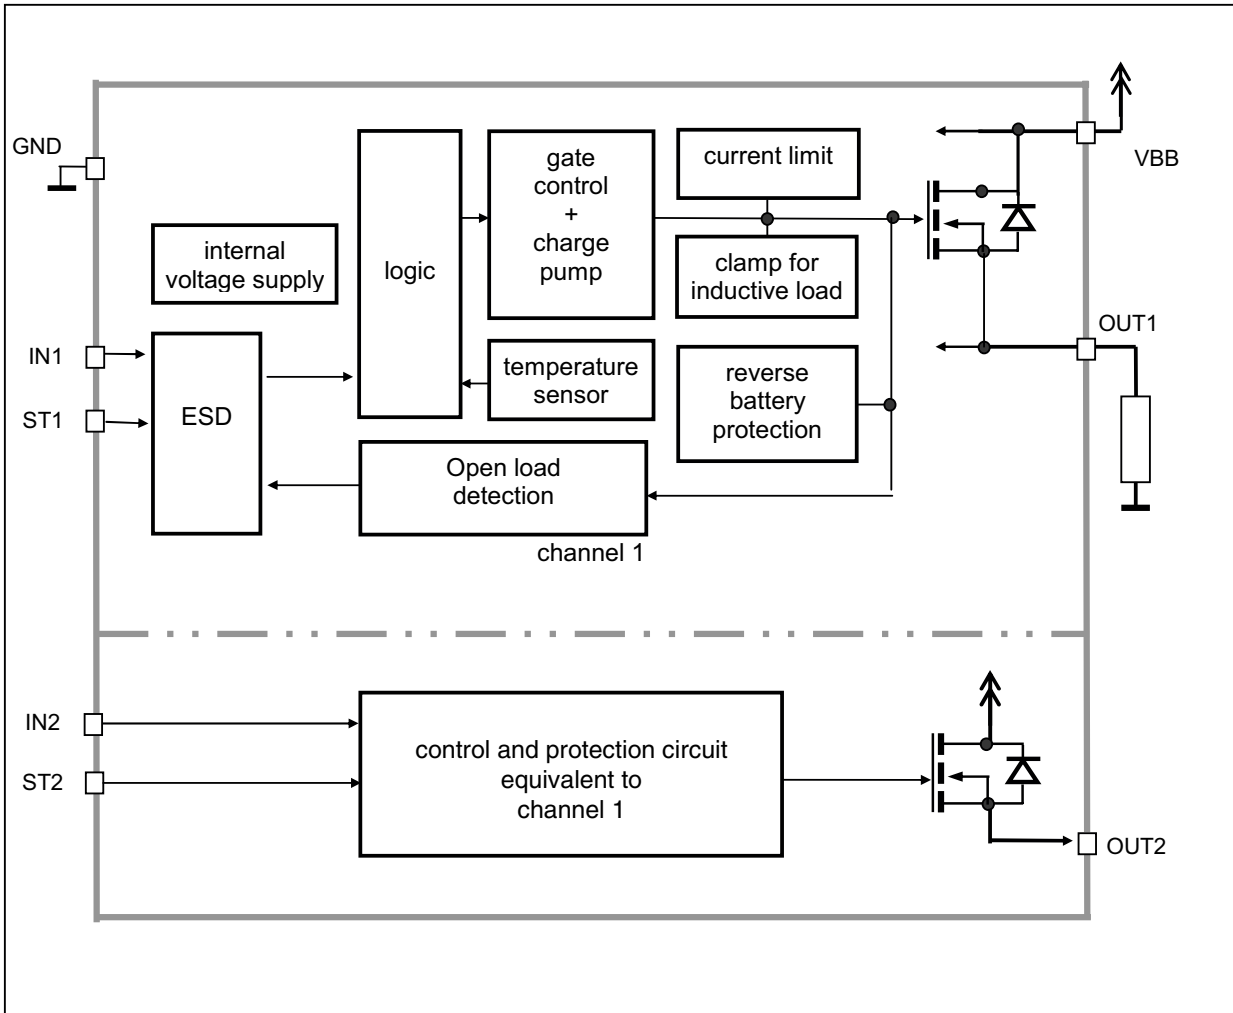 GND
VBB
gate
control
+
charge
pump
current limit
internal
voltage supply
logic
clamp for
inductive load
IN1
OUT1
ST1
ESD
temperature
sensor
reverse
battery
protection
Open load
detection
channel 1
IN2
ST2
control and protection circuit
equivalent to
channel 1
OUT2